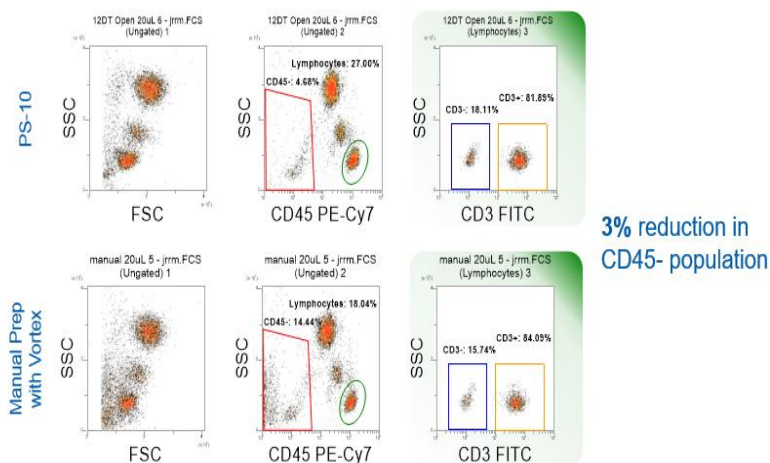 12DT Open 20uL 6 - jrrm.FCS
(Ungated) 1
12DT Open 20uL 6 - jrrm.FCS
(Ungated) 2
12DT Open 20uL 6 - jrrm.FCS
(Lymphocytes) 3
PS-10
SSC
FSC
SSC
Lymphocytes: 27.00%
CD45-: 4.68%
CD45 PE-Cy7
SSC
CD3+: 81.89%
CD3-: 18.11%
CD3 FITC
3% reduction in
CD45- population
manual 20uL 5 - jrrm.FCS
(Ungated) 1
manual 20uL 5 - jrrm.FCS
(Ungated) 2
manual 20uL 5 - jrrm.FCS
(Lymphocytes) 3
Manual Prep
with Vortex
SSC
FSC
SSC
Lymphocytes: 18.04%
CD45-: 14.44%
CD45 PE-Cy7
SSC
CD3+: 84.09%
CD3-: 15.74%
CD3 FITC